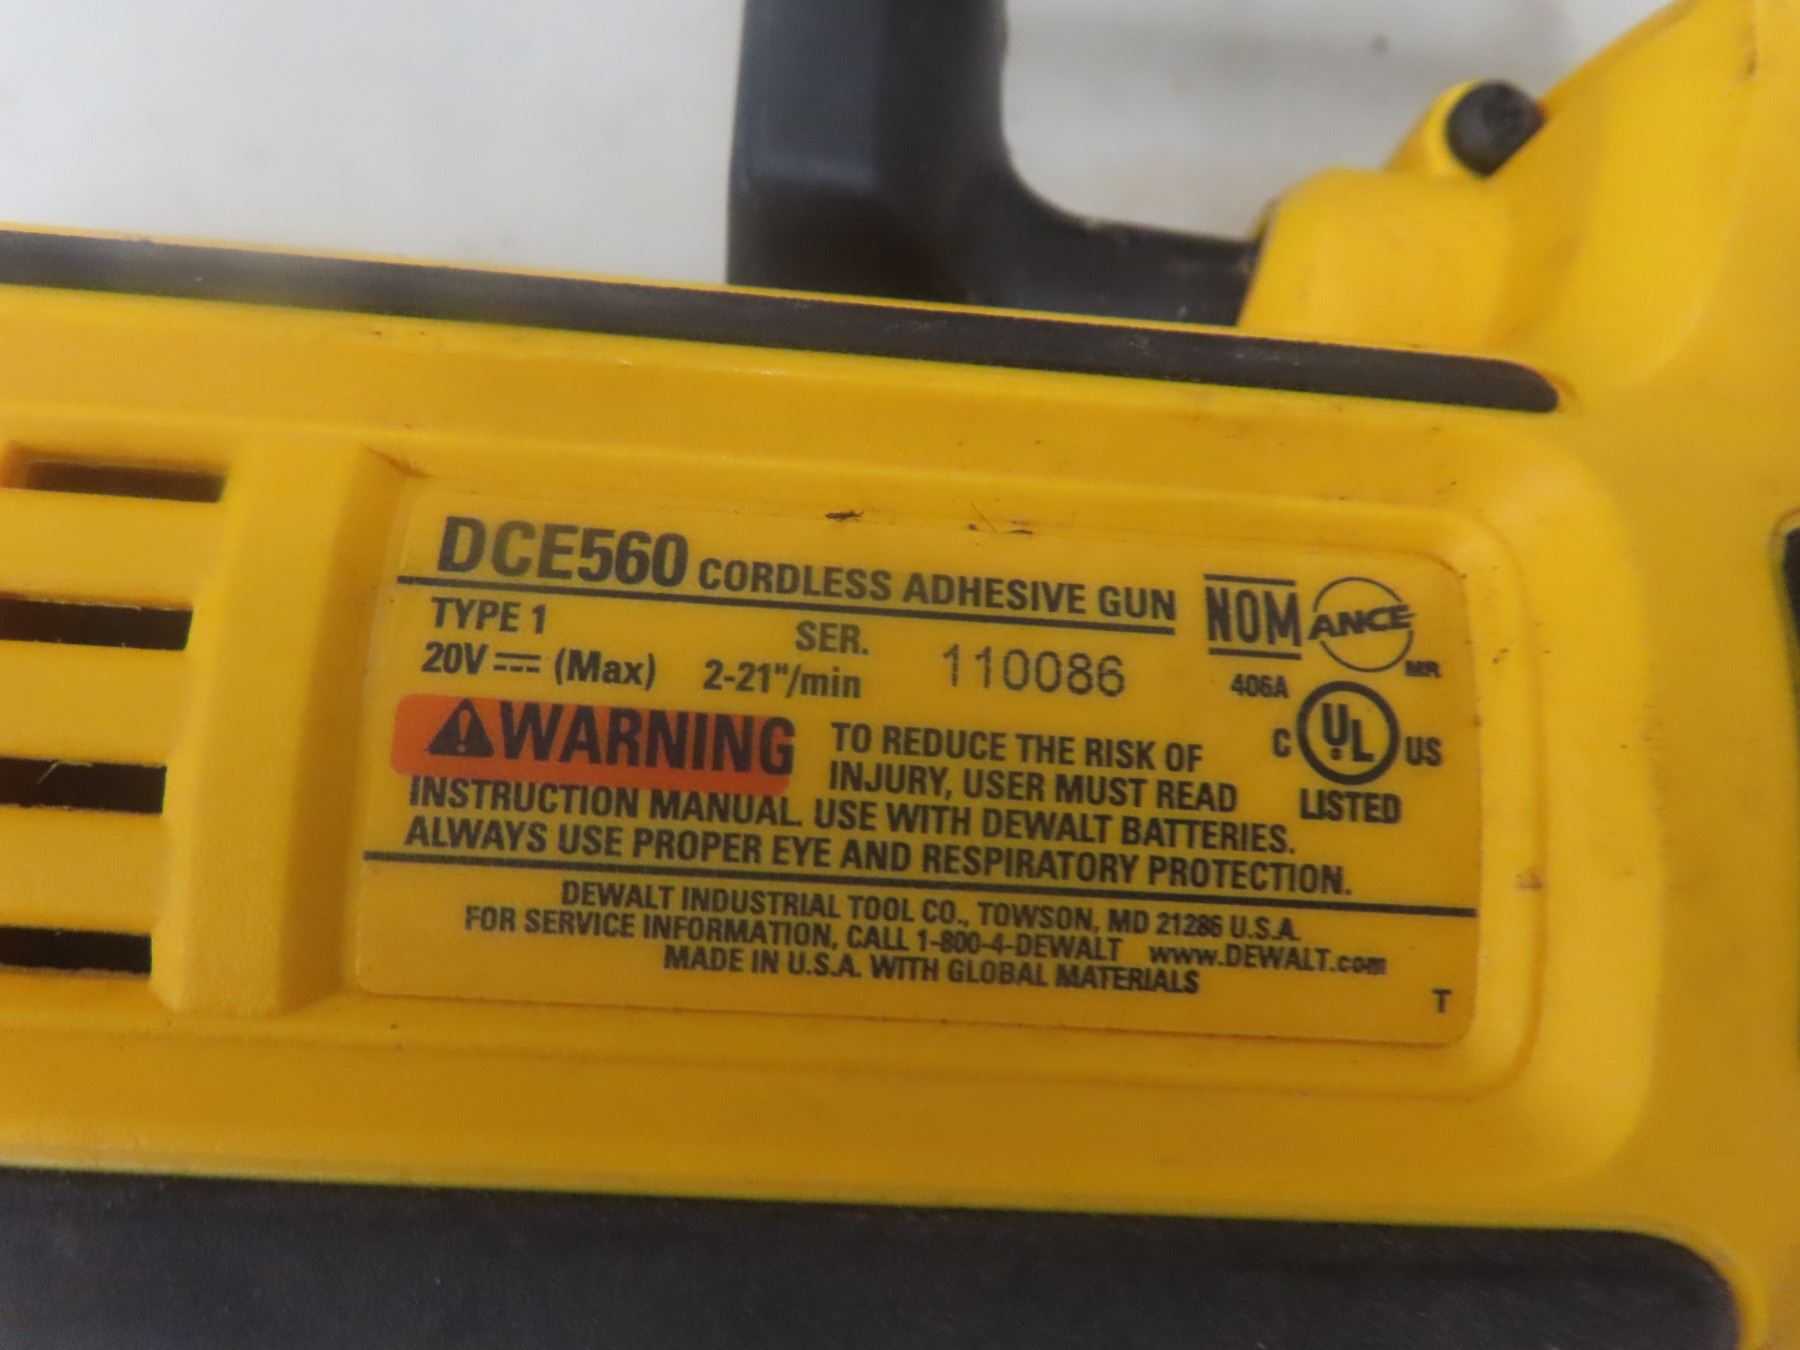 DCE560 CORDLESS ADHESIVE GUN
NOM ANCE MR
TYPE 1 SER. 110086
20V ⎓ (Max) 2-21"/min 406A
WARNING TO REDUCE THE RISK OF
INJURY, USER MUST READ
INSTRUCTION MANUAL. USE WITH DEWALT BATTERIES.
ALWAYS USE PROPER EYE AND RESPIRATORY PROTECTION.
C UL US
LISTED
DEWALT INDUSTRIAL TOOL CO., TOWSON, MD 21286 U.S.A.
FOR SERVICE INFORMATION, CALL 1-800-4-DEWALT www.DEWALT.com
MADE IN U.S.A. WITH GLOBAL MATERIALS
T